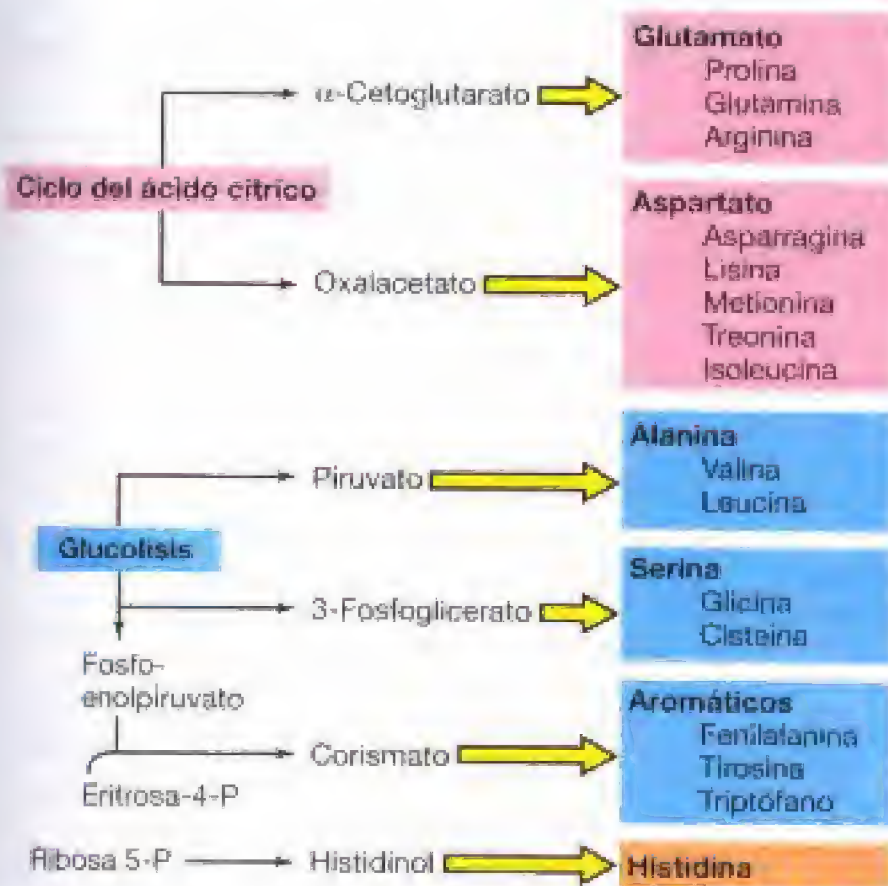 Glutamato
Prolina
Glutamina
Arginina
α-Cetoglutarato
Ciclo del ácido cítrico
Oxalacetato
Aspartato
Asparragina
Lisina
Metionina
Treonina
Isoleucina
Piruvato
Alanina
Valina
Leucina
Glucolisis
3-Fosfoglicerato
Serina
Glicina
Cisteina
Fosfo-
enolpiruvato
Eritrosa-4-P
Corismato
Aromáticos
Fenilalanina
Tirosina
Triptófano
Ribosa 5-P
Histidinol
Histidina